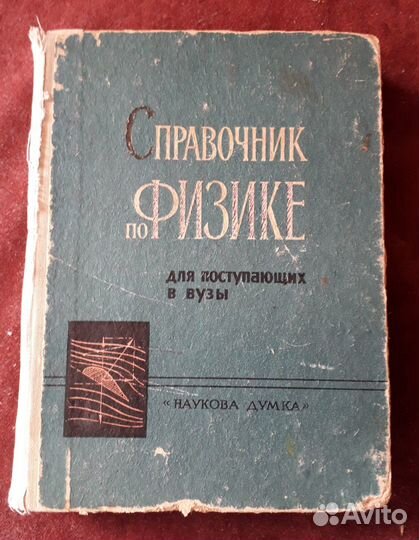 СПРАВОЧНИК
ПО ФИЗИКЕ
для поступающих
в вузы
«НАУКОВА ДУМКА»
Avito